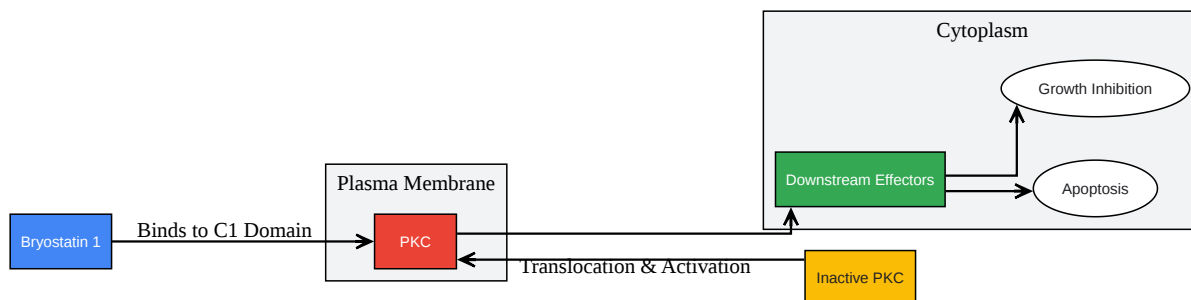 Cytoplasm
Growth Inhibition
Downstream Effectors
Apoptosis
Plasma Membrane
Bryostatin 1
Binds to C1 Domain
PKC
Translocation & Activation
Inactive PKC